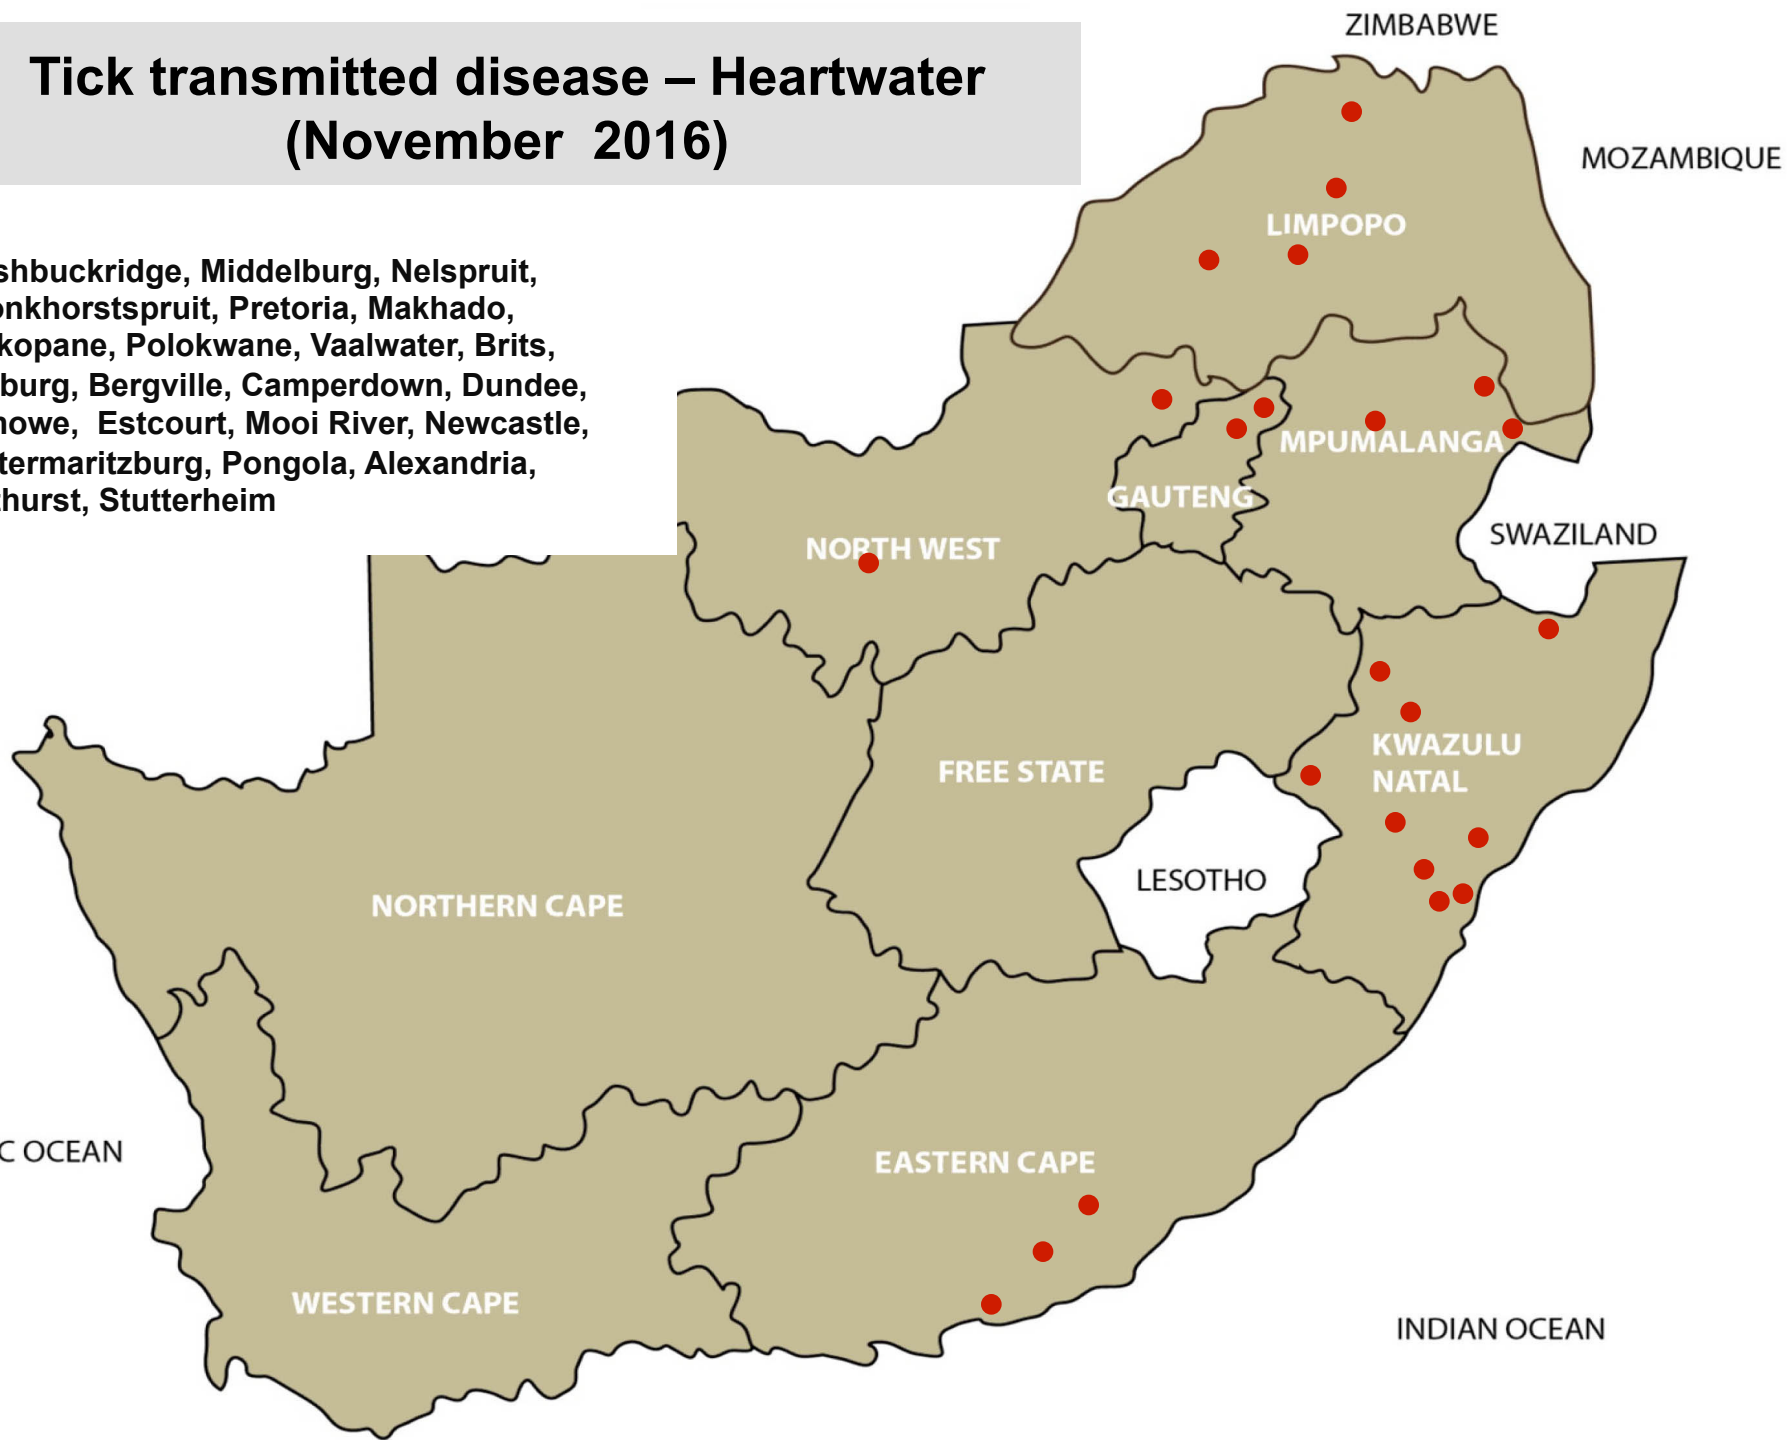 Tick transmitted disease – Heartwater
(November 2016)
shbuckridge, Middelburg, Nelspruit,
onkhorstspruit, Pretoria, Makhado,
kopane, Polokwane, Vaalwater, Brits,
burg, Bergville, Camperdown, Dundee,
howe, Estcourt, Mooi River, Newcastle,
termaritzburg, Pongola, Alexandria,
thurst, Stutterheim
ZIMBABWE
MOZAMBIQUE
LIMPOPO
MPUMALANGA
GAUTENG
NORTH WEST
SWAZILAND
KWAZULU
NATAL
FREE STATE
LESOTHO
NORTHERN CAPE
C OCEAN
EASTERN CAPE
WESTERN CAPE
INDIAN OCEAN